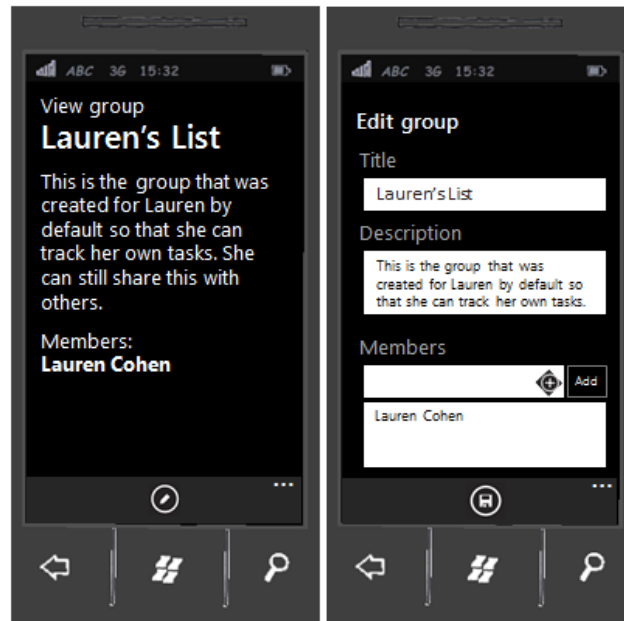 ABC 3G 15:32
View group
Lauren's List
This is the group that was
created for Lauren by
default so that she can
track her own tasks. She
can still share this with
others.
Members:
Lauren Cohen
ABC 3G 15:32
Edit group
Title
Lauren's List
Description
This is the group that was
created for Lauren by default so
that she can track her own tasks.
Members
Add
Lauren Cohen